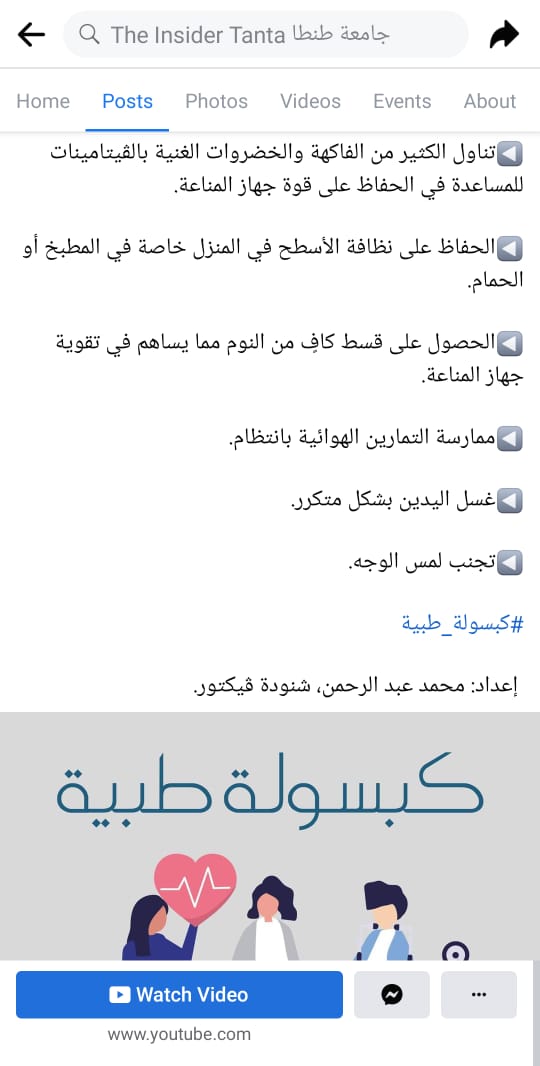 The Insider Tanta جامعة طنطا
Home Posts Photos Videos Events About
تناول الكثير من الفاكهة والخضروات الغنية بالڤيتامينات
للمساعدة في الحفاظ على قوة جهاز المناعة.
الحفاظ على نظافة الأسطح في المنزل خاصة في المطبخ أو
الحمام.
الحصول على قسط كافٍ من النوم مما يساهم في تقوية
جهاز المناعة.
ممارسة التمارين الهوائية بانتظام.
غسل اليدين بشكل متكرر.
تجنب لمس الوجه.
#كبسولة_طبية
إعداد: محمد عبد الرحمن، شنودة ڤيكتور.
كبسولة طبية
Watch Video
www.youtube.com